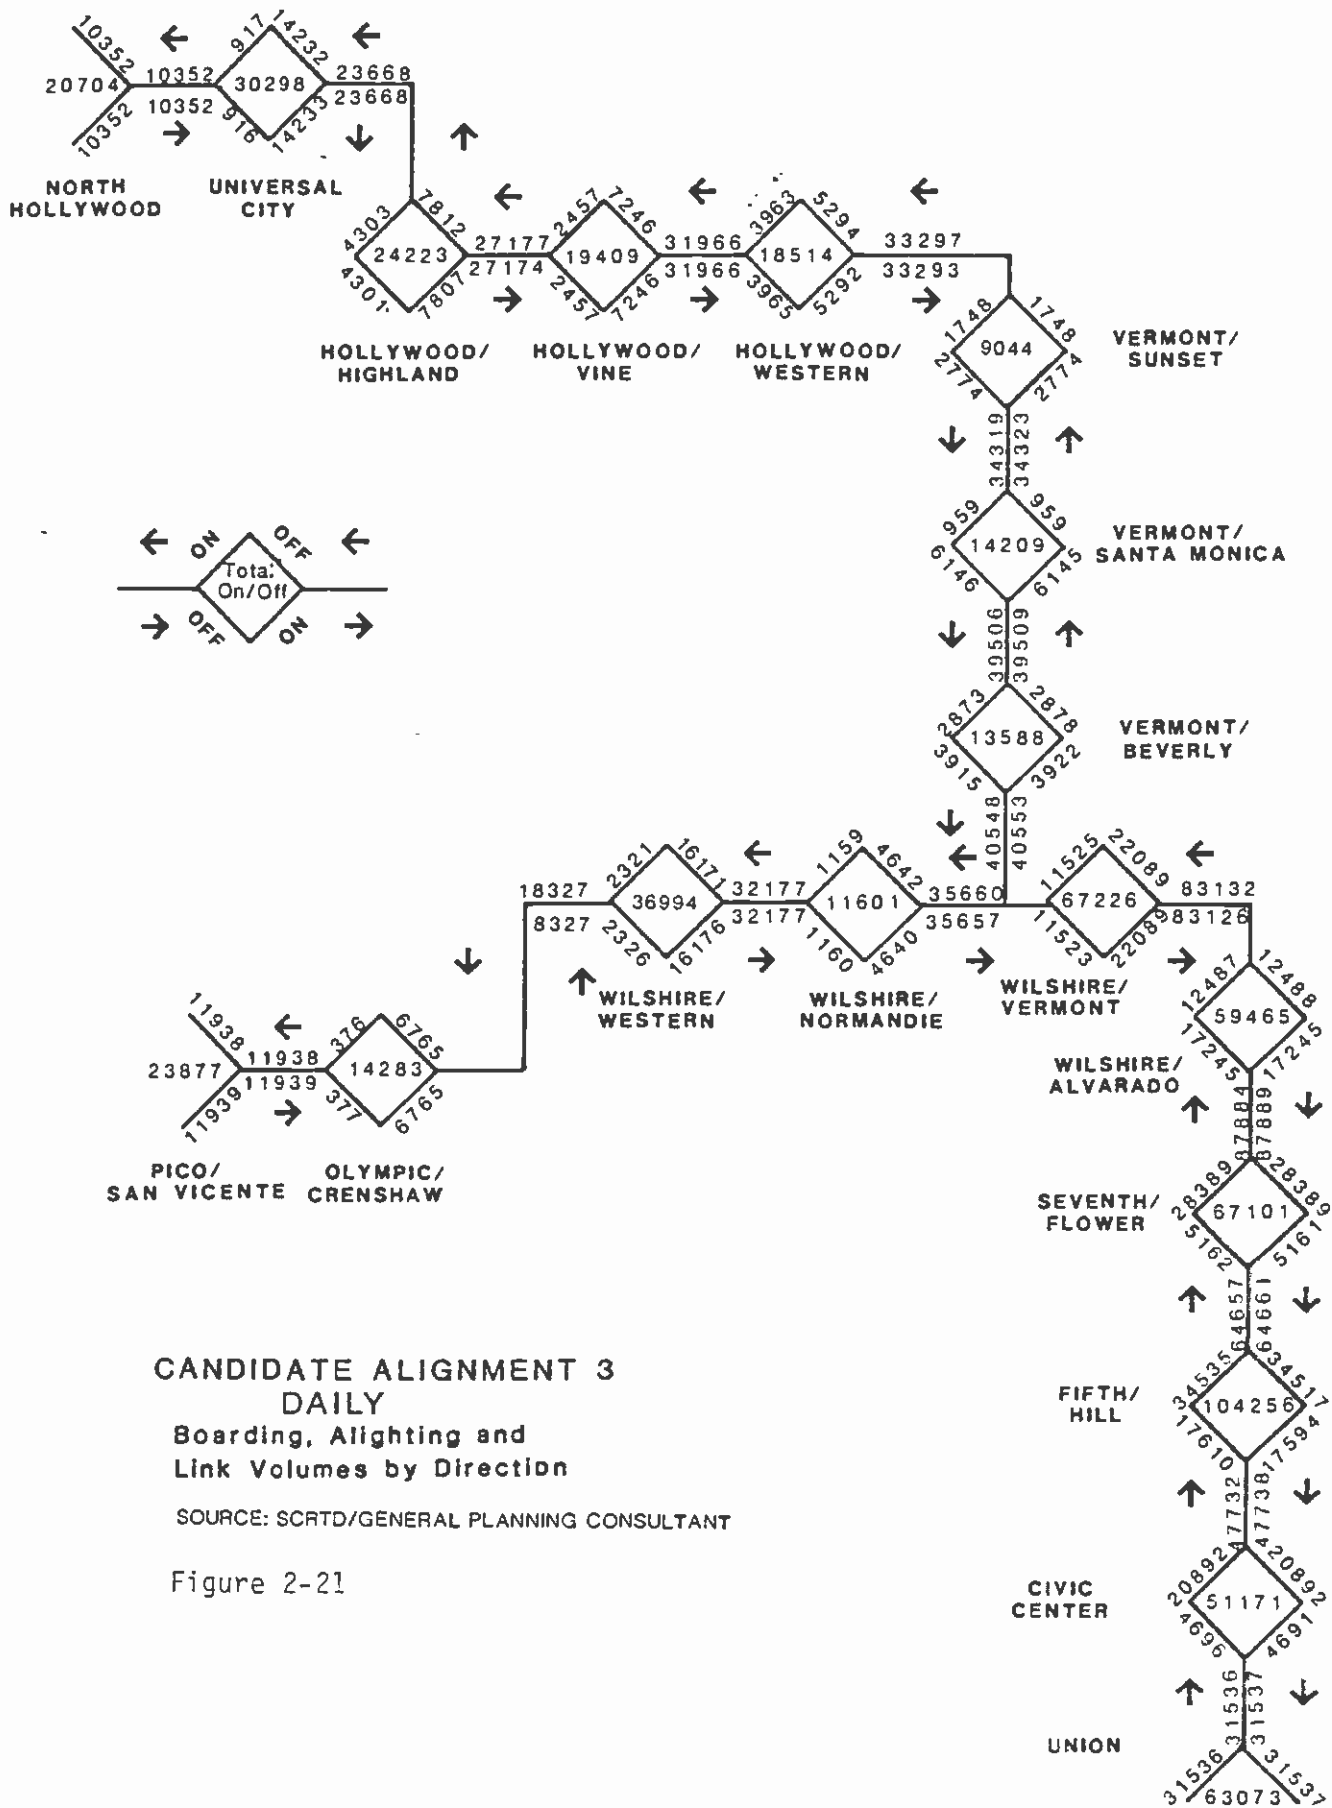 10352
917
14232
20704
10352
30298
23668
10352
23668
10352
916
14233
NORTH
HOLLYWOOD
UNIVERSAL
CITY
4303
7812
24223
27177
27174
4301
7807
2457
7246
19409
31966
31966
2457
7246
3963
5294
18514
33297
33293
3965
5292
HOLLYWOOD/
HIGHLAND
HOLLYWOOD/
VINE
HOLLYWOOD/
WESTERN
1748
1748
9044
2774
2774
VERMONT/
SUNSET
34319
34323
ON
OFF
Total
On/Off
OFF
ON
959
959
14209
6146
6145
VERMONT/
SANTA MONICA
39506
39509
2873
2878
13588
3915
3922
VERMONT/
BEVERLY
40548
40553
18327
8327
2321
16171
36994
2326
16176
32177
32177
1159
4642
11601
1160
4640
35660
35657
11525
22089
67226
11523
22089
83132
83126
WILSHIRE/
WESTERN
WILSHIRE/
NORMANDIE
WILSHIRE/
VERMONT
12487
12488
59465
17245
17245
WILSHIRE/
ALVARADO
87884
87889
11938
23877
11938
11939
11939
376
6765
14283
377
6765
PICO/
SAN VICENTE
OLYMPIC/
CRENSHAW
28389
28389
67101
5162
5161
SEVENTH/
FLOWER
64657
64661
34535
34517
104256
17610
17594
FIFTH/
HILL
47732
47738
20892
20892
51171
4696
4691
CIVIC
CENTER
31536
31537
UNION
31536
31537
63073
CANDIDATE ALIGNMENT 3
DAILY
Boarding, Alighting and
Link Volumes by Direction
SOURCE: SCRTD/GENERAL PLANNING CONSULTANT
Figure 2-21